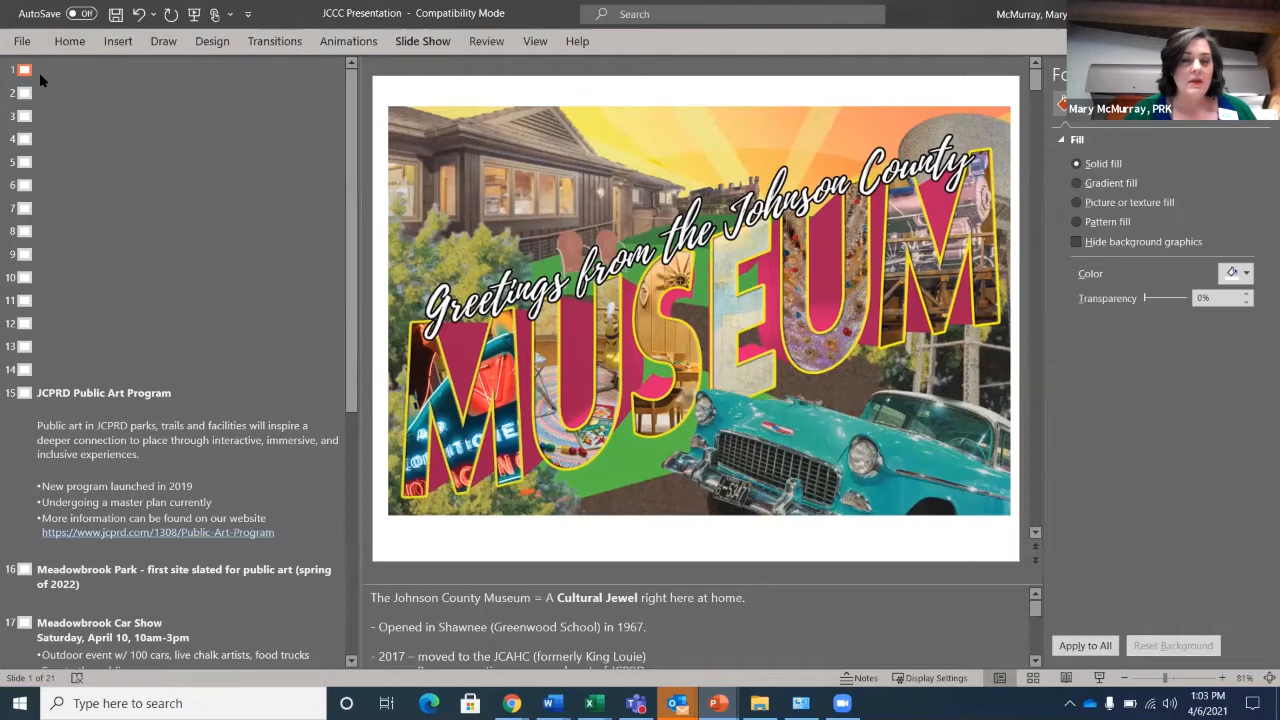 AutoSave Off
JCCC Presentation - Compatibility Mode
Search
McMurray, Mary
File Home Insert Draw Design Transitions Animations Slide Show Review View Help
1
2
3
4
5
6
7
8
9
10
11
12
13
14
15 JCPRD Public Art Program
Public art in JCPRD parks, trails and facilities will inspire a
deeper connection to place through interactive, immersive, and
inclusive experiences.
•New program launched in 2019
•Undergoing a master plan currently
•More information can be found on our website
https://www.jcprd.com/1308/Public-Art-Program
16 Meadowbrook Park - first site slated for public art (spring
of 2022)
17 Meadowbrook Car Show
Saturday, April 10, 10am-3pm
•Outdoor event w/ 100 cars, live chalk artists, food trucks
Greetings from the Johnson County
MUSEUM
The Johnson County Museum = A Cultural Jewel right here at home.
- Opened in Shawnee (Greenwood School) in 1967.
- 2017 – moved to the JCAHC (formerly King Louie)
Mary McMurray, PRK
Fill
Solid fill
Gradient fill
Picture or texture fill
Pattern fill
Hide background graphics
Color
Transparency 0%
Apply to All Reset Background
Slide 1 of 21
Notes Display Settings 81%
Type here to search
1:03 PM
4/6/2021